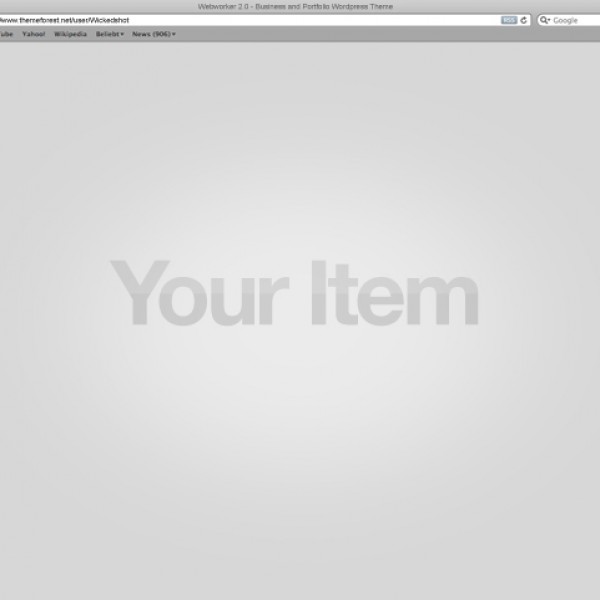 Webworker 2.0 - Business and Portfolio Wordpress Theme
/www.themeforest.net/user/Wickedshot RSS Google
Tube Yahoo! Wikipedia Beliebt News (906)
Your Item